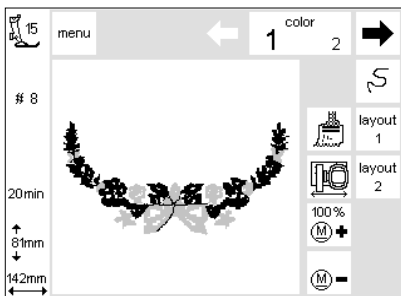 15
menu
color
1 2
# 8
layout
1
layout
2
20min
100%
M +
81mm
M -
142mm